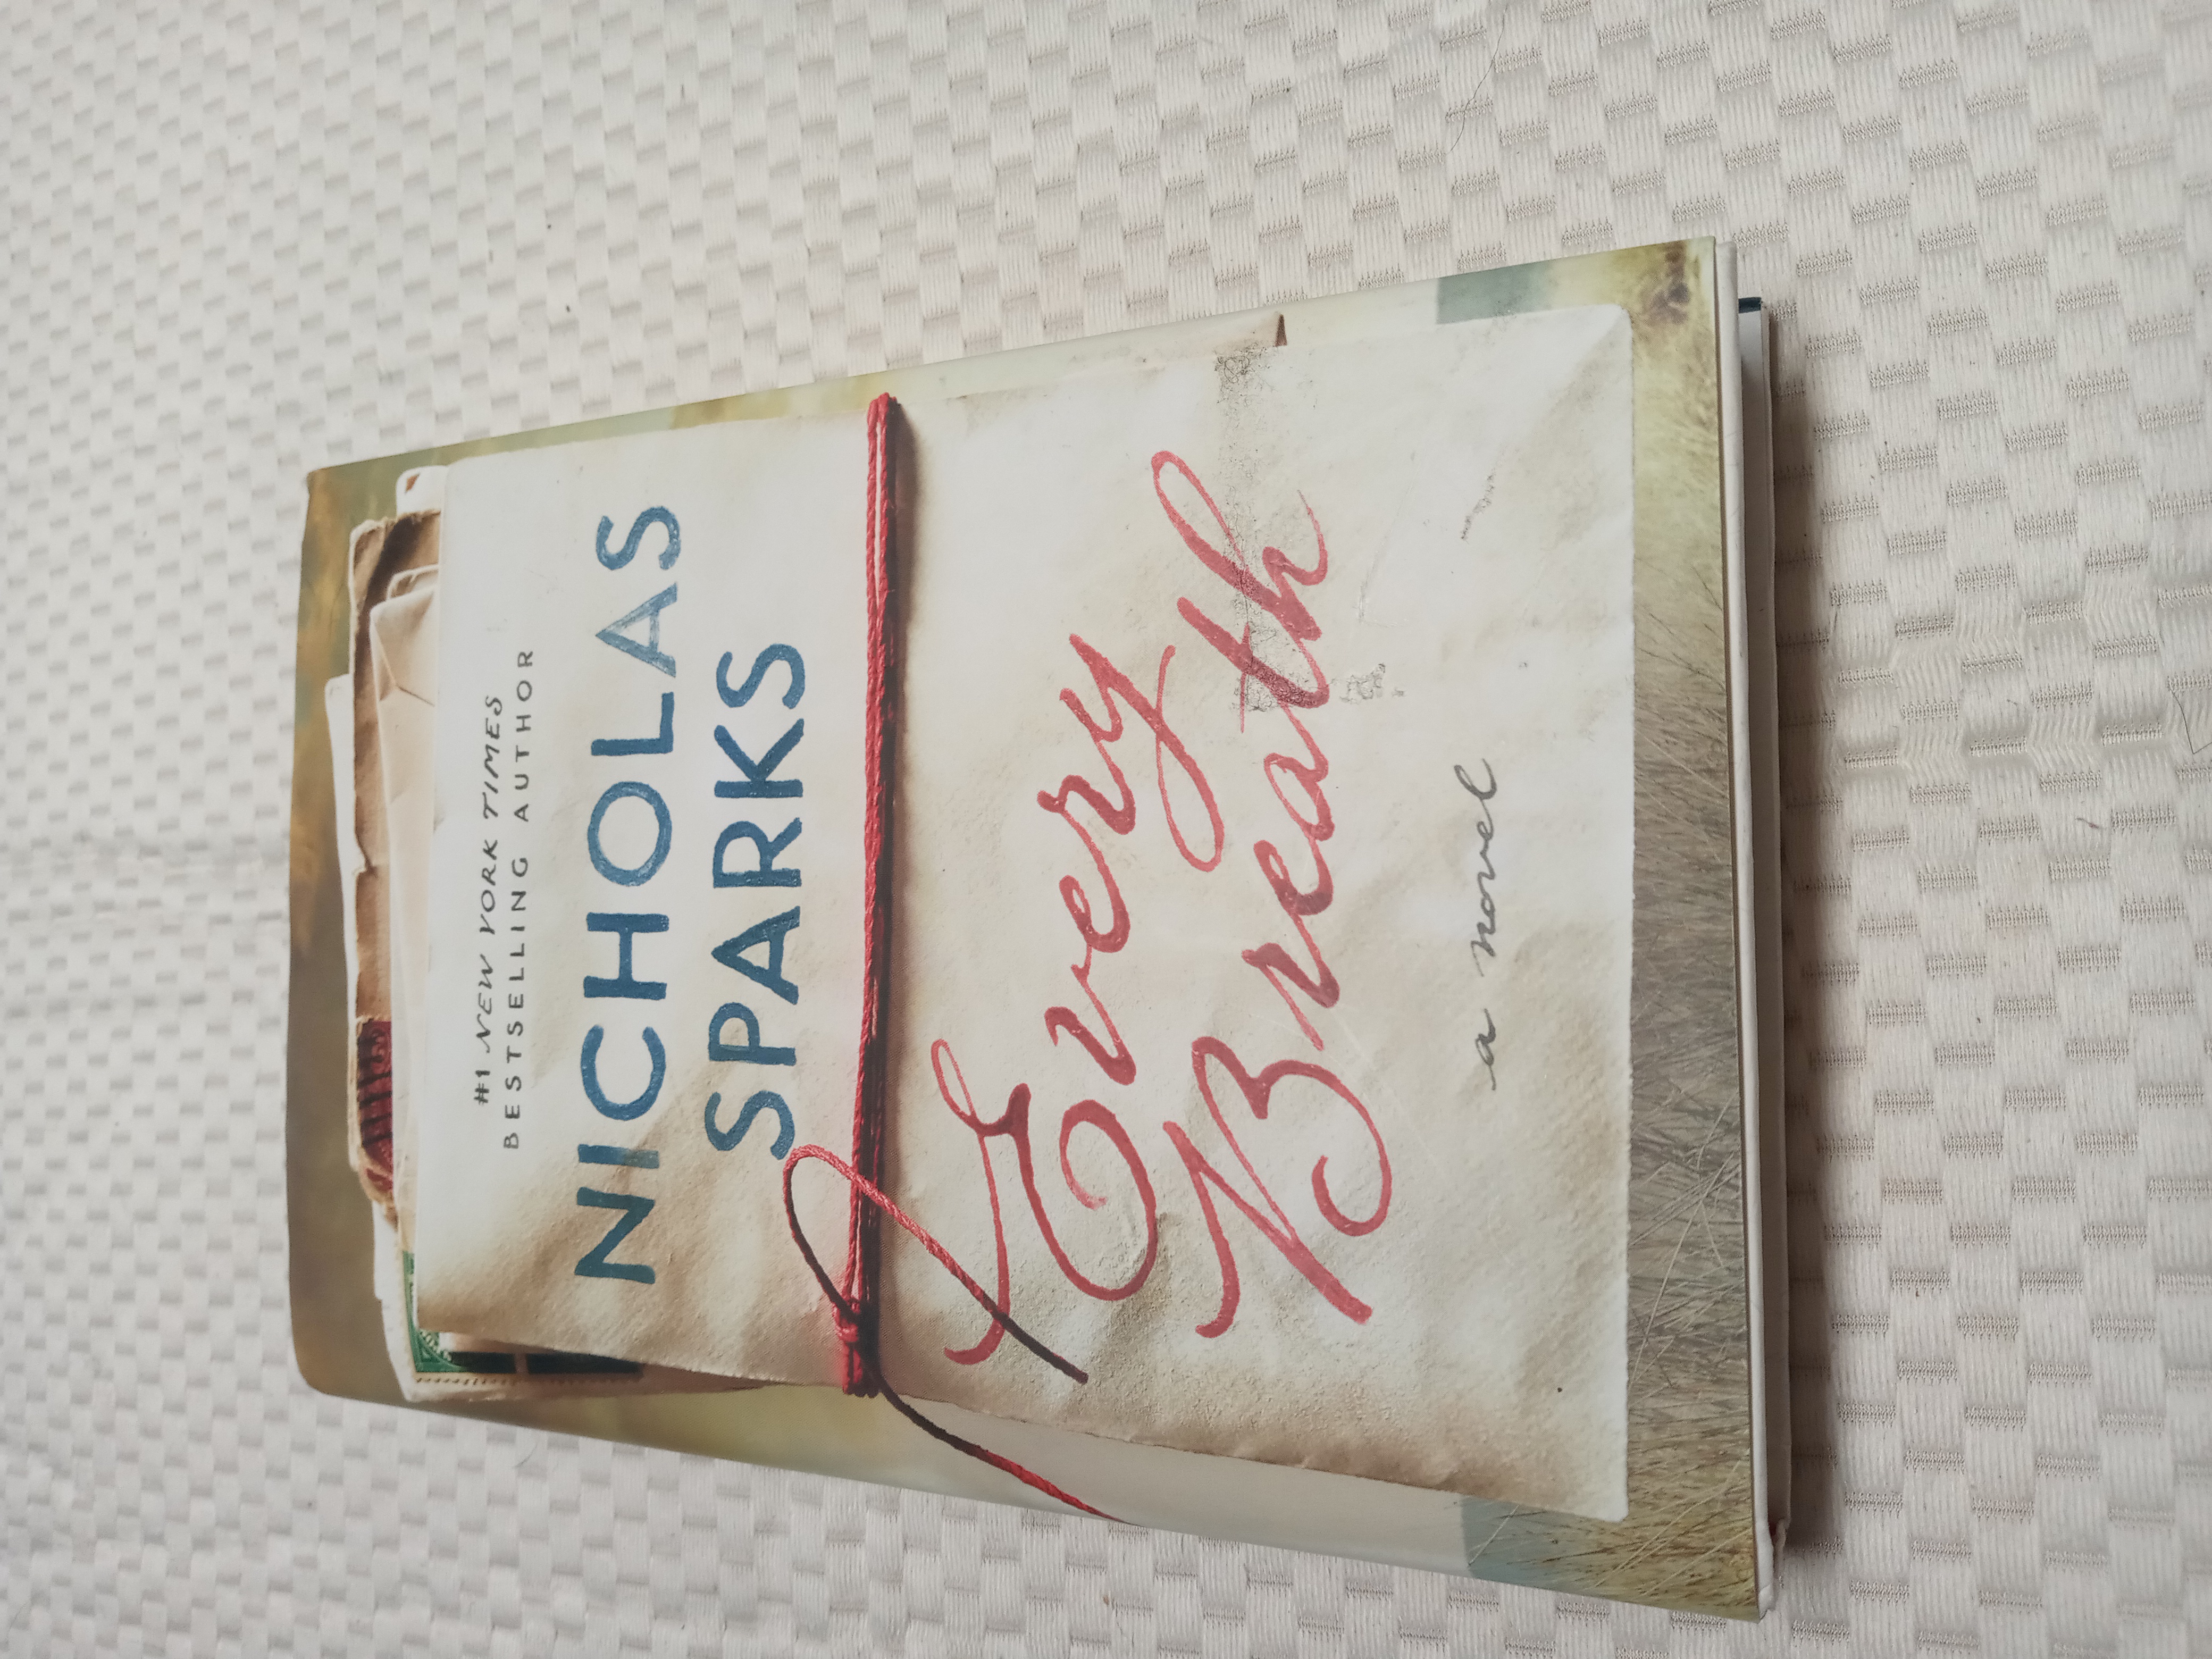 #1 NEW YORK TIMES
BESTSELLING AUTHOR
NICHOLAS
SPARKS
Every
Breath
a novel